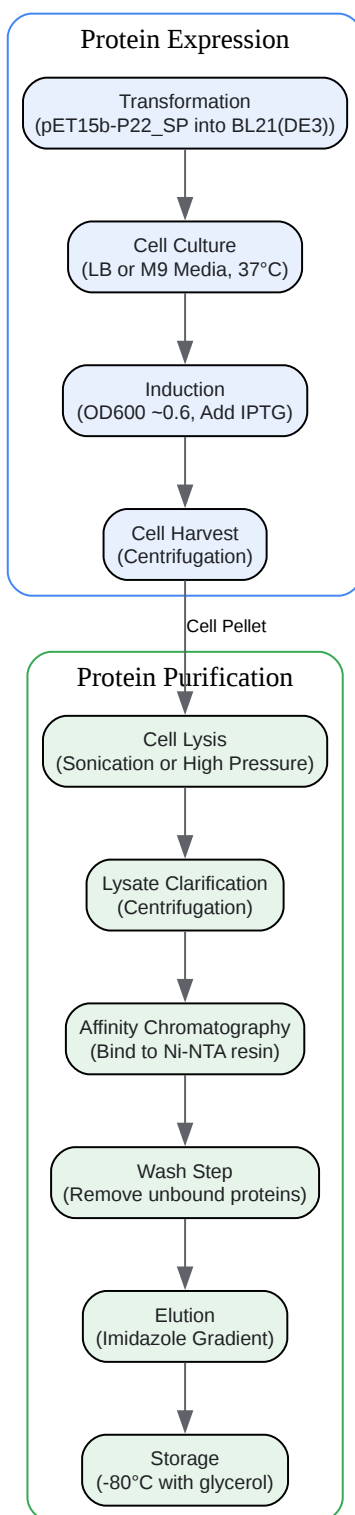 Protein Expression
Transformation
(pET15b-P22_SP into BL21(DE3))
Cell Culture
(LB or M9 Media, 37°C)
Induction
(OD600 ~0.6, Add IPTG)
Cell Harvest
(Centrifugation)
Cell Pellet
Protein Purification
Cell Lysis
(Sonication or High Pressure)
Lysate Clarification
(Centrifugation)
Affinity Chromatography
(Bind to Ni-NTA resin)
Wash Step
(Remove unbound proteins)
Elution
(Imidazole Gradient)
Storage
(-80°C with glycerol)